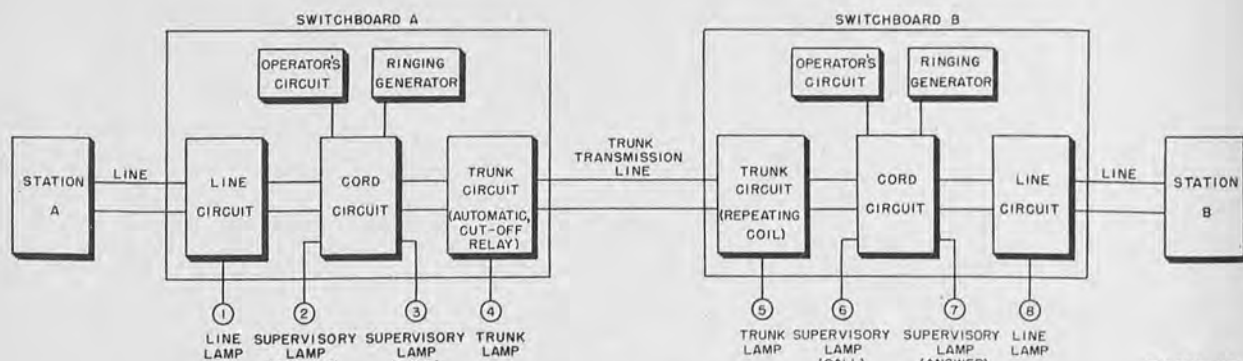 SWITCHBOARD A
SWITCHBOARD B
OPERATOR'S
CIRCUIT
RINGING
GENERATOR
OPERATOR'S
CIRCUIT
RINGING
GENERATOR
STATION
A
LINE
LINE
CIRCUIT
CORD
CIRCUIT
TRUNK
CIRCUIT
(AUTOMATIC,
CUT-OFF
RELAY)
TRUNK
TRANSMISSION
LINE
TRUNK
CIRCUIT
(REPEATING
COIL)
CORD
CIRCUIT
LINE
CIRCUIT
LINE
STATION
B
1
LINE
LAMP
2
SUPERVISORY
LAMP
3
SUPERVISORY
LAMP
4
TRUNK
LAMP
5
TRUNK
LAMP
6
SUPERVISORY
LAMP
(CALL)
7
SUPERVISORY
LAMP
(ANSWER)
8
LINE
LAMP